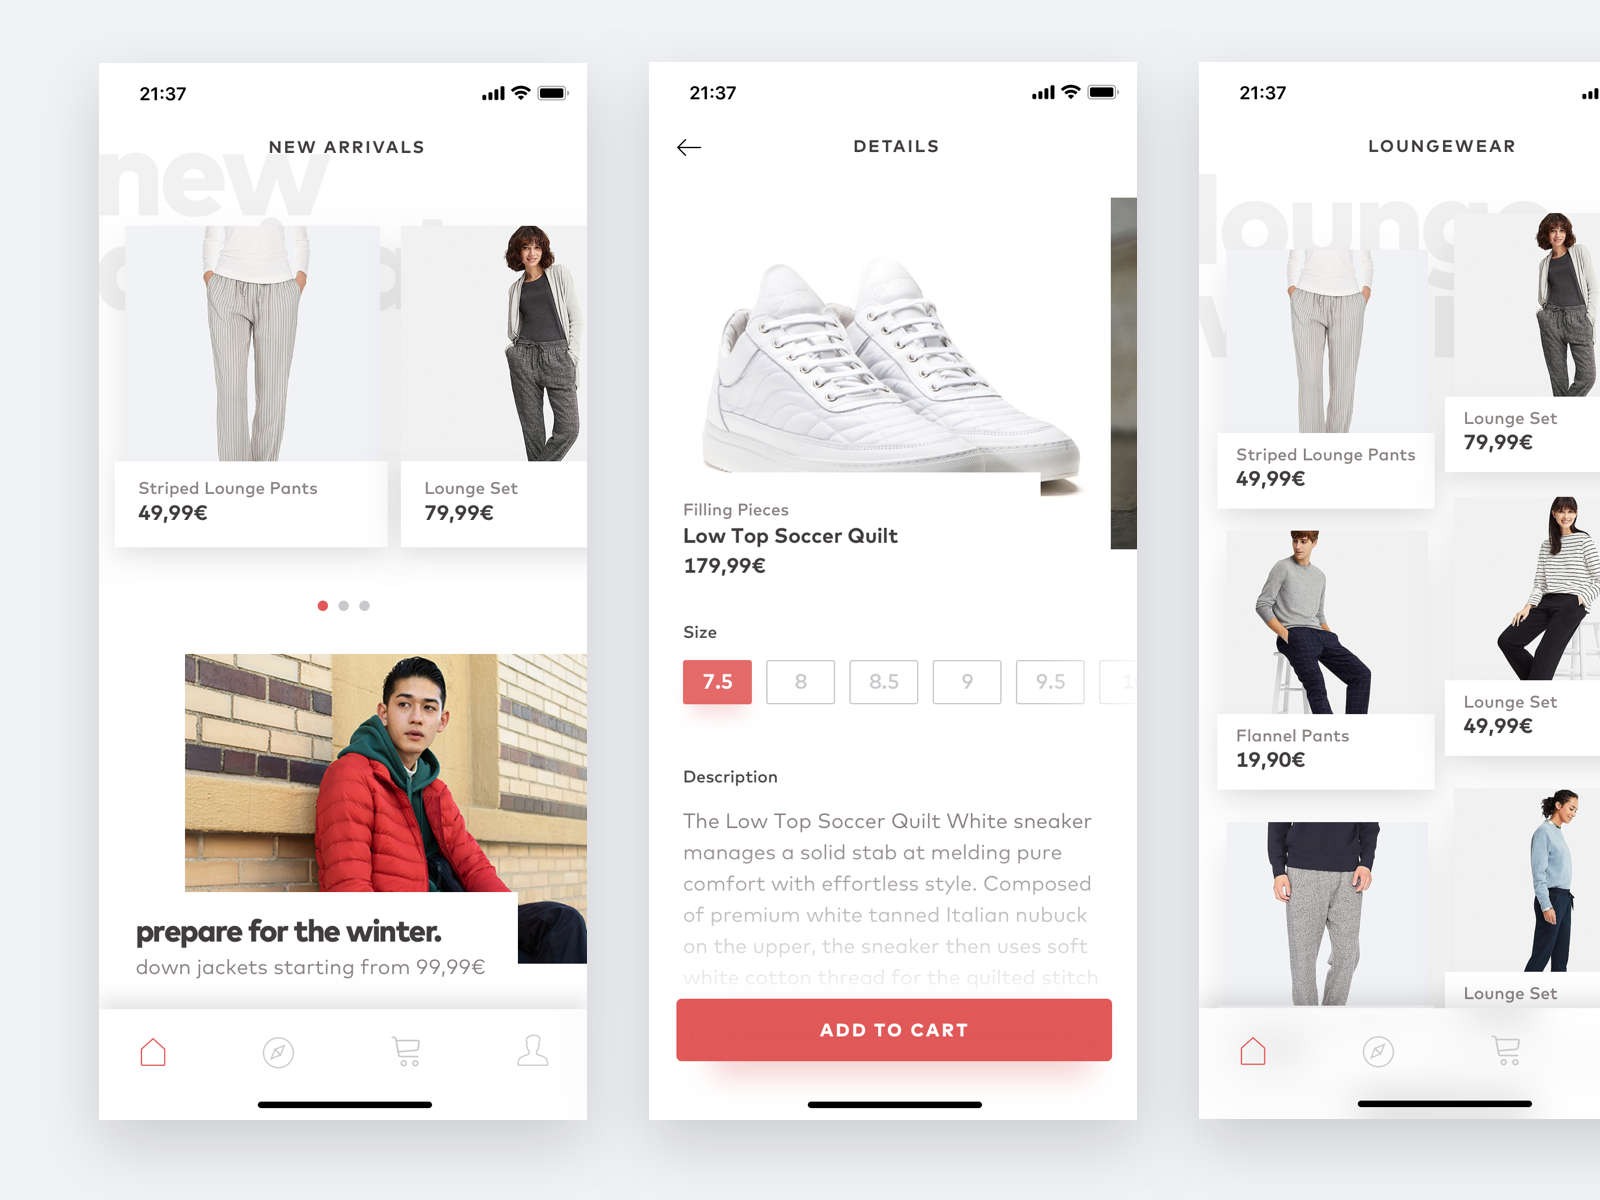 21:37
NEW ARRIVALS
new
Striped Lounge Pants
49,99€
Lounge Set
79,99€
prepare for the winter.
down jackets starting from 99,99€
21:37
DETAILS
Filling Pieces
Low Top Soccer Quilt
179,99€
Size
7.5
8
8.5
9
9.5
Description
The Low Top Soccer Quilt White sneaker
manages a solid stab at melding pure
comfort with effortless style. Composed
of premium white tanned Italian nubuck
on the upper, the sneaker then uses soft
white cotton thread for the quilted stitch
ADD TO CART
21:37
LOUNGEWEAR
lounge
Striped Lounge Pants
49,99€
Lounge Set
79,99€
Flannel Pants
19,90€
Lounge Set
49,99€
Lounge Set